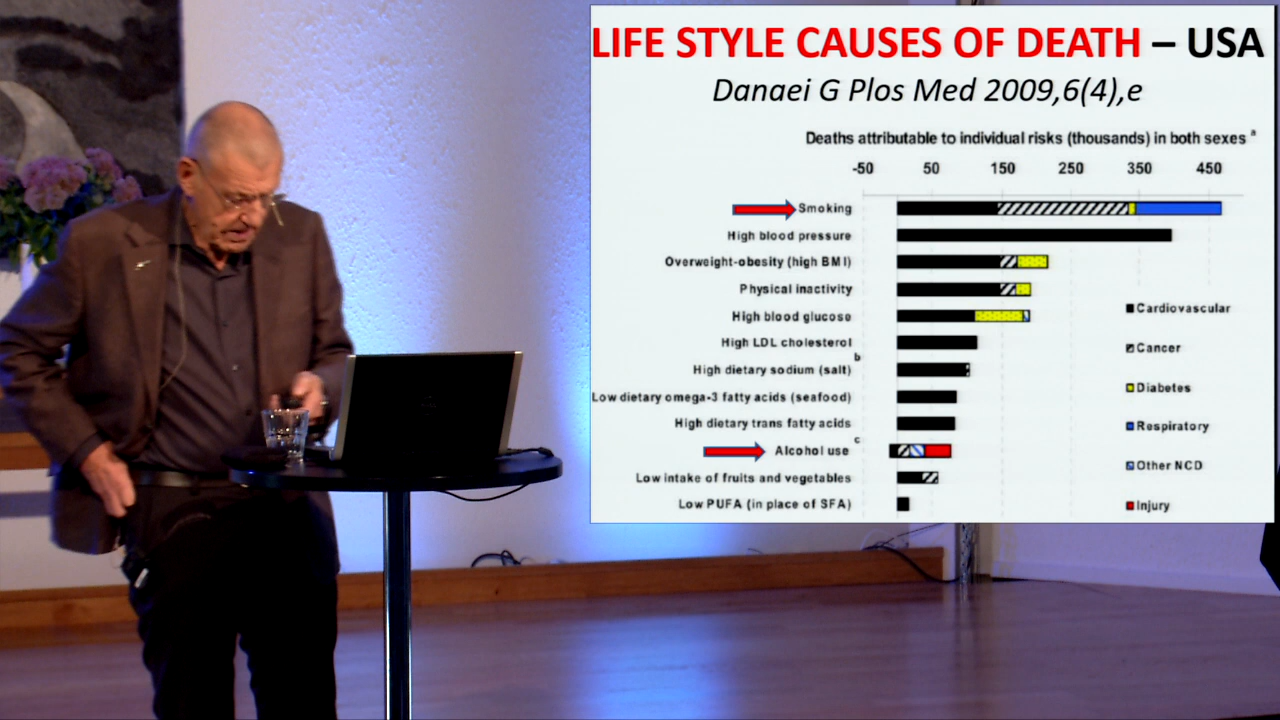 LIFE STYLE CAUSES OF DEATH – USA
Danaei G Plos Med 2009,6(4),e
Deaths attributable to individual risks (thousands) in both sexes a
-50 50 150 250 350 450
Smoking
High blood pressure
Overweight-obesity (high BMI)
Physical inactivity
High blood glucose
High LDL cholesterol
High dietary sodium (salt) b
Low dietary omega-3 fatty acids (seafood)
High dietary trans fatty acids
Alcohol use c
Low intake of fruits and vegetables
Low PUFA (in place of SFA)
Cardiovascular
Cancer
Diabetes
Respiratory
Other NCD
Injury